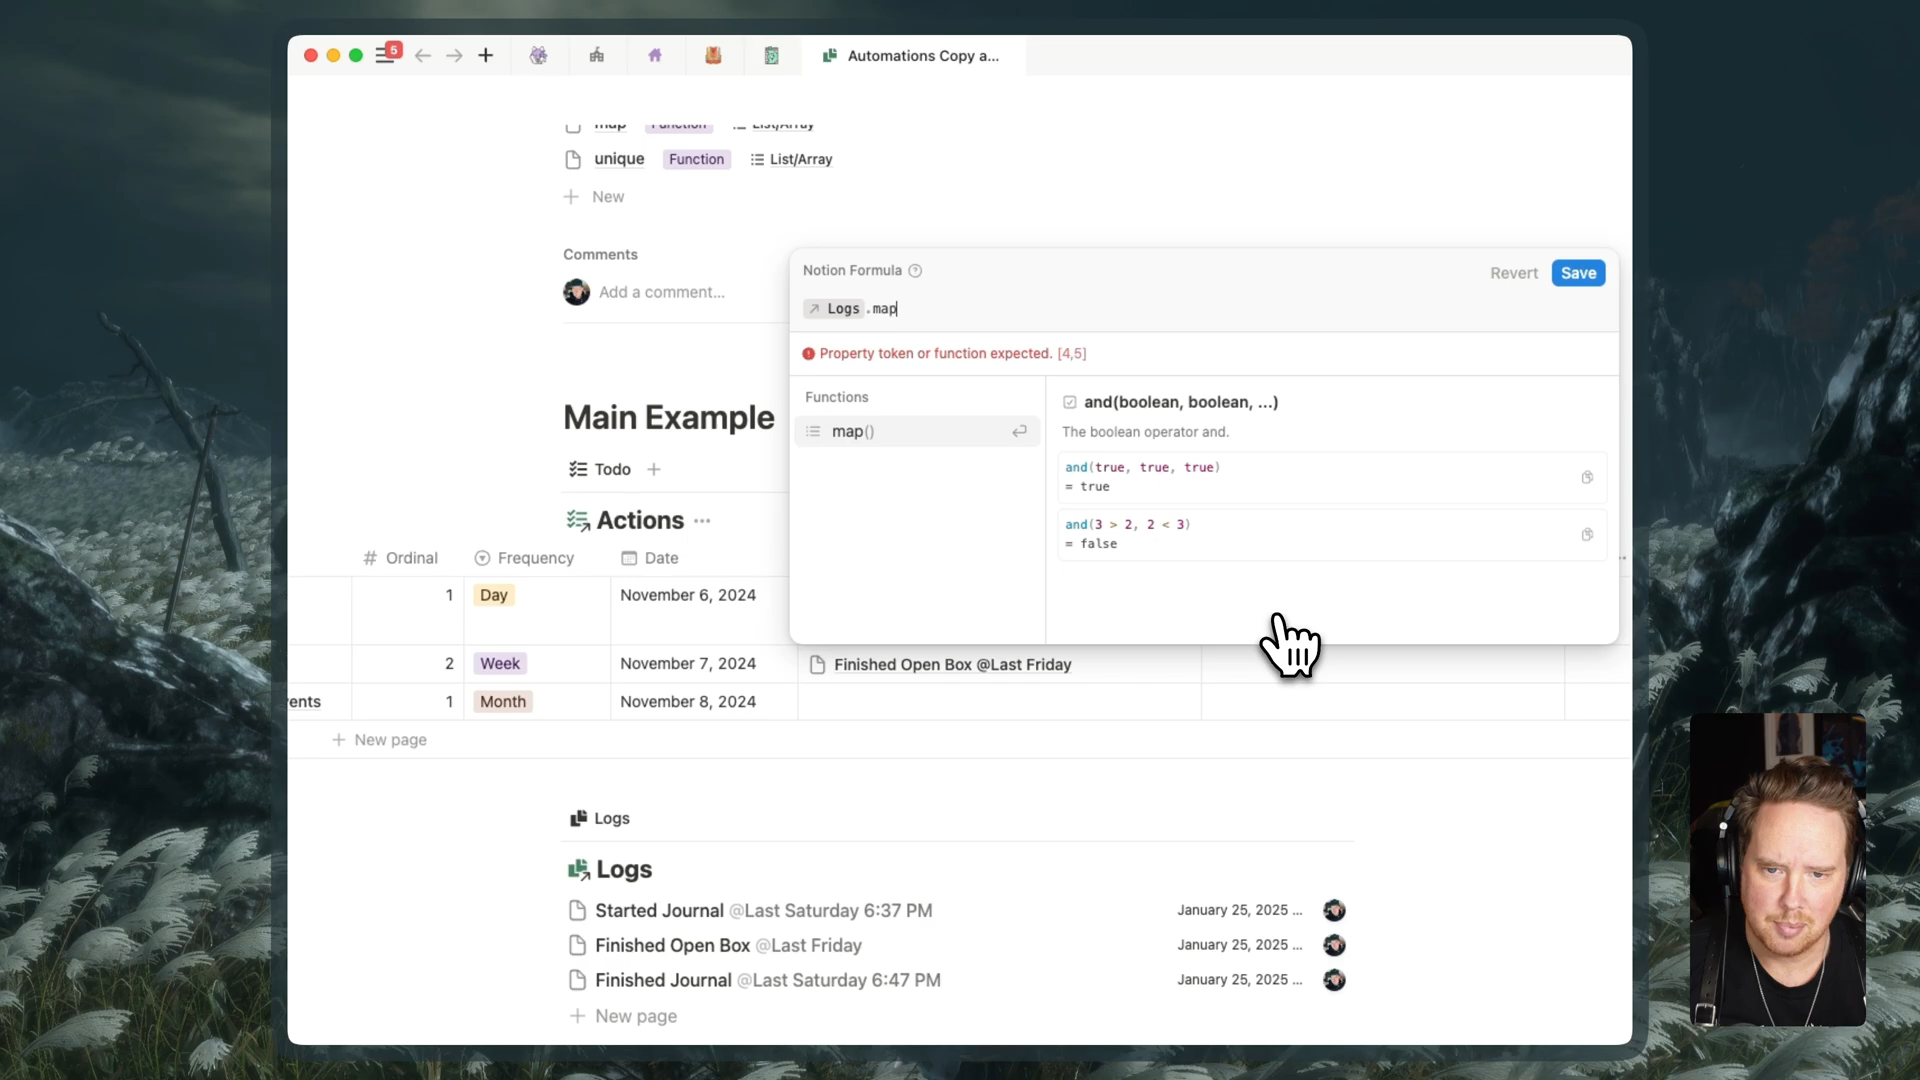 5
Automations Copy a...
map Function List/Array
unique Function List/Array
New
Comments
Add a comment...
Notion Formula
Revert Save
Logs .map
Property token or function expected. [4,5]
Functions
map()
and(boolean, boolean, ...)
The boolean operator and.
and(true, true, true)
= true
and(3 > 2, 2 < 3)
= false
Main Example
Todo
Actions
# Ordinal Frequency Date
1 Day November 6, 2024
2 Week November 7, 2024 Finished Open Box @Last Friday
ents 1 Month November 8, 2024
New page
Logs
Logs
Started Journal @Last Saturday 6:37 PM January 25, 2025 ...
Finished Open Box @Last Friday January 25, 2025 ...
Finished Journal @Last Saturday 6:47 PM January 25, 2025 ...
New page